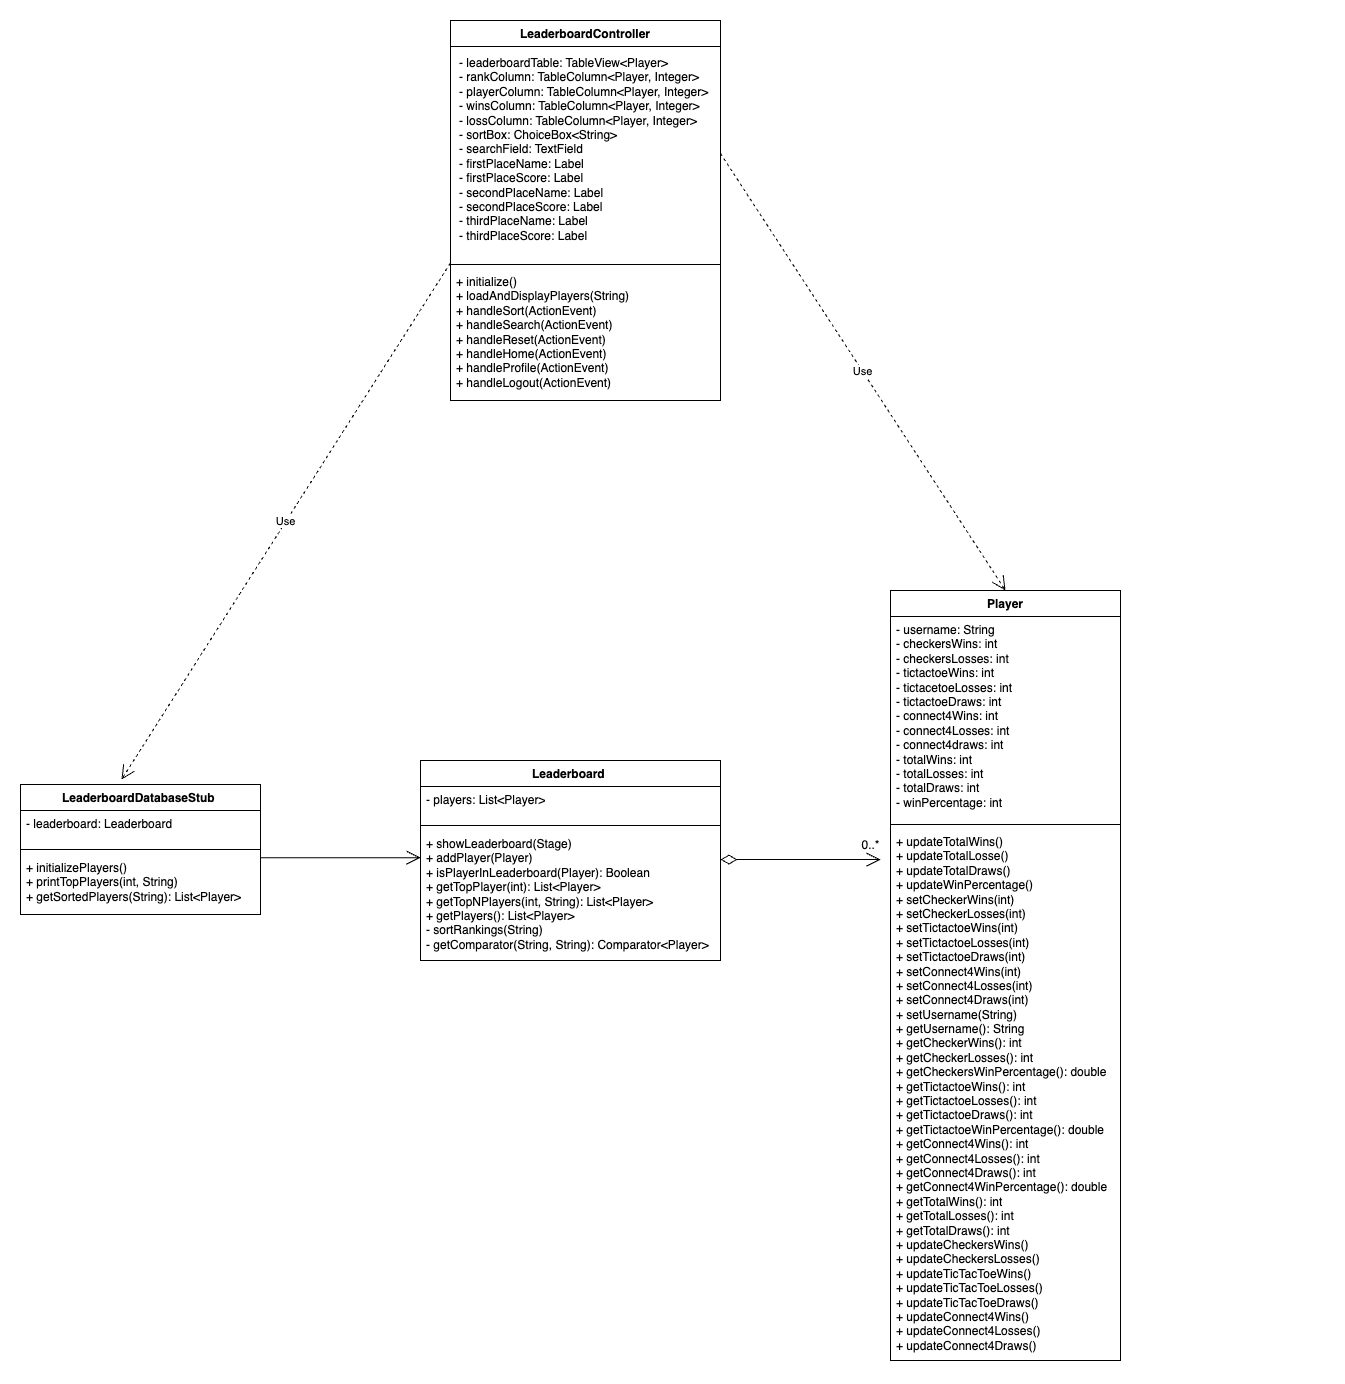 LeaderboardController
- leaderboardTable: TableView<Player>
- rankColumn: TableColumn<Player, Integer>
- playerColumn: TableColumn<Player, Integer>
- winsColumn: TableColumn<Player, Integer>
- lossColumn: TableColumn<Player, Integer>
- sortBox: ChoiceBox<String>
- searchField: TextField
- firstPlaceName: Label
- firstPlaceScore: Label
- secondPlaceName: Label
- secondPlaceScore: Label
- thirdPlaceName: Label
- thirdPlaceScore: Label
+ initialize()
+ loadAndDisplayPlayers(String)
+ handleSort(ActionEvent)
+ handleSearch(ActionEvent)
+ handleReset(ActionEvent)
+ handleHome(ActionEvent)
+ handleProfile(ActionEvent)
+ handleLogout(ActionEvent)
Use
Use
LeaderboardDatabaseStub
- leaderboard: Leaderboard
+ initializePlayers()
+ printTopPlayers(int, String)
+ getSortedPlayers(String): List<Player>
Leaderboard
- players: List<Player>
+ showLeaderboard(Stage)
+ addPlayer(Player)
+ isPlayerInLeaderboard(Player): Boolean
+ getTopPlayer(int): List<Player>
+ getTopNPlayers(int, String): List<Player>
+ getPlayers(): List<Player>
- sortRankings(String)
- getComparator(String, String): Comparator<Player>
0..*
Player
- username: String
- checkersWins: int
- checkersLosses: int
- tictactoeWins: int
- tictacetoeLosses: int
- tictactoeDraws: int
- connect4Wins: int
- connect4Losses: int
- connect4draws: int
- totalWins: int
- totalLosses: int
- totalDraws: int
- winPercentage: int
+ updateTotalWins()
+ updateTotalLosse()
+ updateTotalDraws()
+ updateWinPercentage()
+ setCheckerWins(int)
+ setCheckerLosses(int)
+ setTictactoeWins(int)
+ setTictactoeLosses(int)
+ setTictactoeDraws(int)
+ setConnect4Wins(int)
+ setConnect4Losses(int)
+ setConnect4Draws(int)
+ setUsername(String)
+ getUsername(): String
+ getCheckerWins(): int
+ getCheckerLosses(): int
+ getCheckersWinPercentage(): double
+ getTictactoeWins(): int
+ getTictactoeLosses(): int
+ getTictactoeDraws(): int
+ getTictactoeWinPercentage(): double
+ getConnect4Wins(): int
+ getConnect4Losses(): int
+ getConnect4Draws(): int
+ getConnect4WinPercentage(): double
+ getTotalWins(): int
+ getTotalLosses(): int
+ getTotalDraws(): int
+ updateCheckersWins()
+ updateCheckersLosses()
+ updateTicTacToeWins()
+ updateTicTacToeLosses()
+ updateTicTacToeDraws()
+ updateConnect4Wins()
+ updateConnect4Losses()
+ updateConnect4Draws()